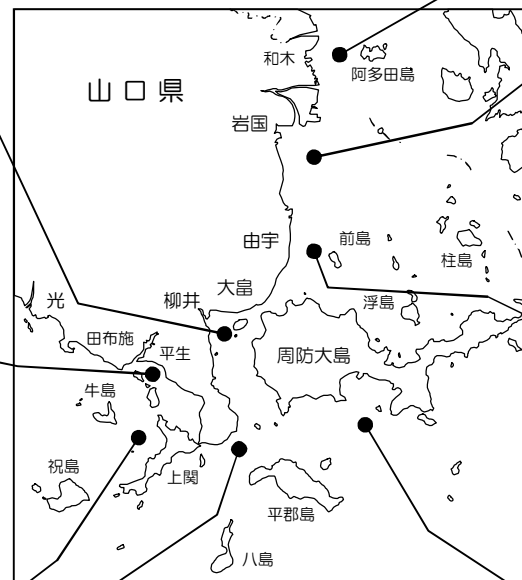 和木
阿多田島
山口県
岩国
由宇
前島
柱島
大畠
柳井
光
浮島
田布施
平生
周防大島
牛島
祝島
上関
平郡島
八島